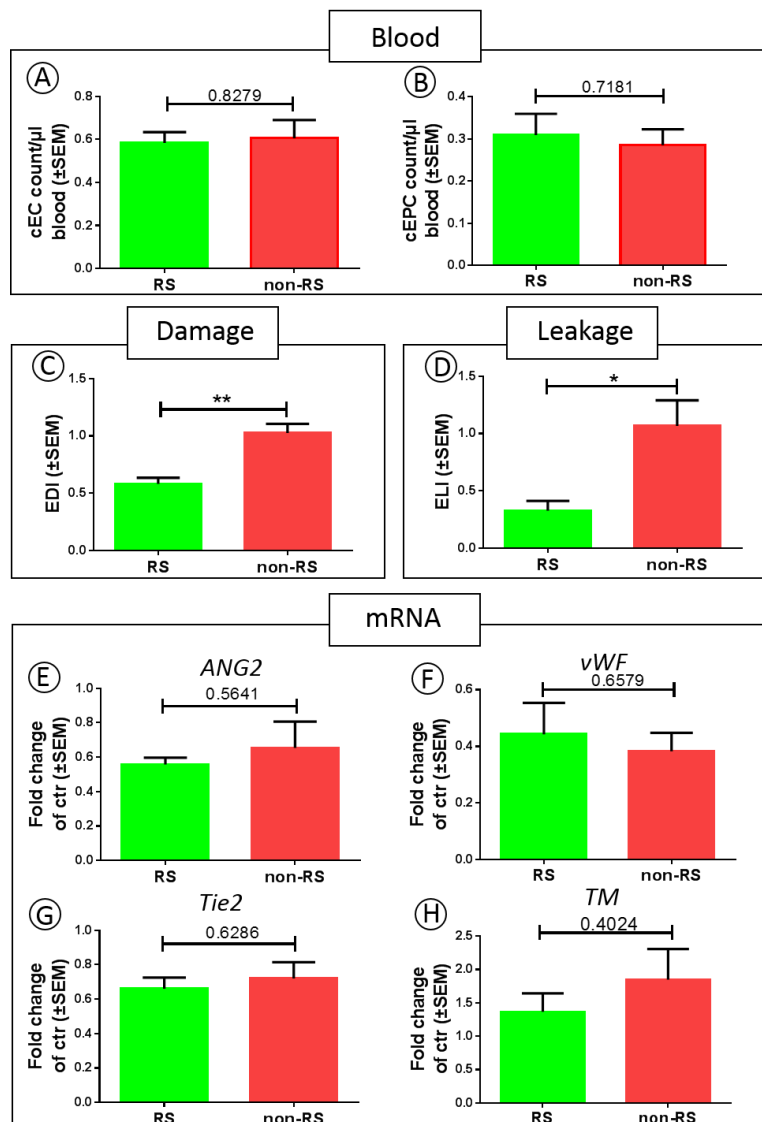 Blood
A
0.8279
cEC count/µl
blood (±SEM)
0.8
0.6
0.4
0.2
0.0
RS
non-RS
B
0.7181
cEPC count/µl
blood (±SEM)
0.4
0.3
0.2
0.1
0.0
RS
non-RS
Damage
C
**
EDI (±SEM)
1.5
1.0
0.5
0.0
RS
non-RS
Leakage
D
*
ELI (±SEM)
1.5
1.0
0.5
0.0
RS
non-RS
mRNA
E
ANG2
0.5641
Fold change
of ctr (±SEM)
1.0
0.8
0.6
0.4
0.2
0.0
RS
non-RS
F
vWF
0.6579
Fold change
of ctr (±SEM)
0.6
0.4
0.2
0.0
RS
non-RS
G
Tie2
0.6286
Fold change
of ctr (±SEM)
1.0
0.8
0.6
0.4
0.2
0.0
RS
non-RS
H
TM
0.4024
Fold change
of ctr (±SEM)
2.5
2.0
1.5
1.0
0.5
0.0
RS
non-RS